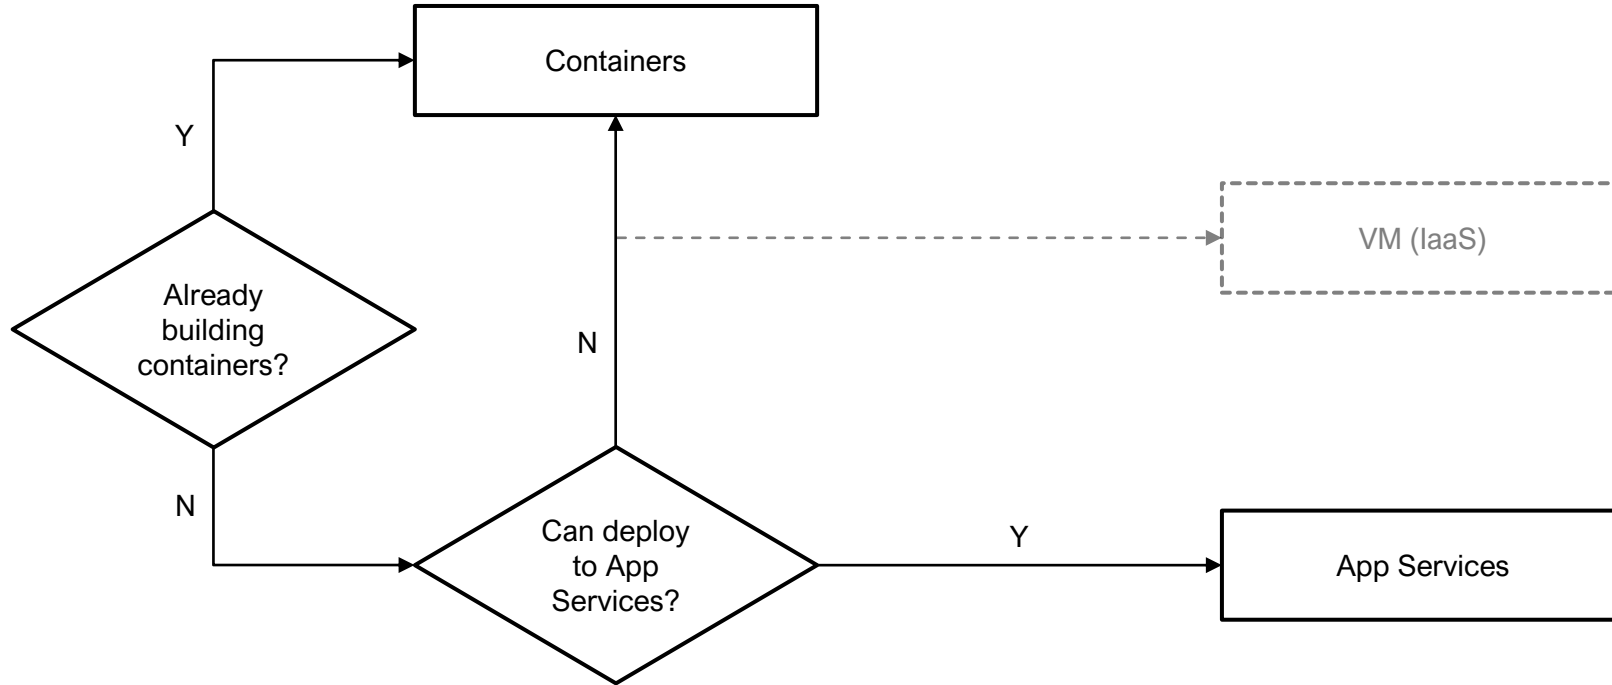 Containers
Y
VM (IaaS)
Already
building
containers?
N
N
Can deploy
to App
Services?
Y
App Services